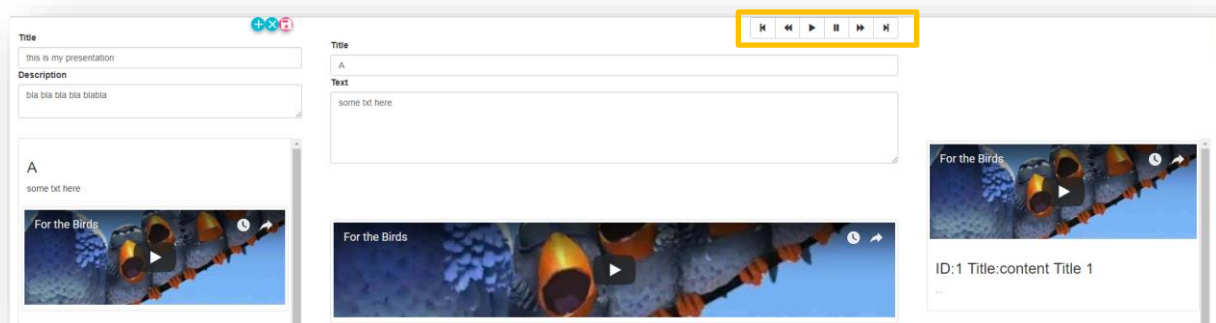 Title
this is my presentation
Description
bla bla bla bla blabla
A
some txt here
For the Birds
Title
A
Text
some txt here
For the Birds
For the Birds
ID:1 Title:content Title 1
...